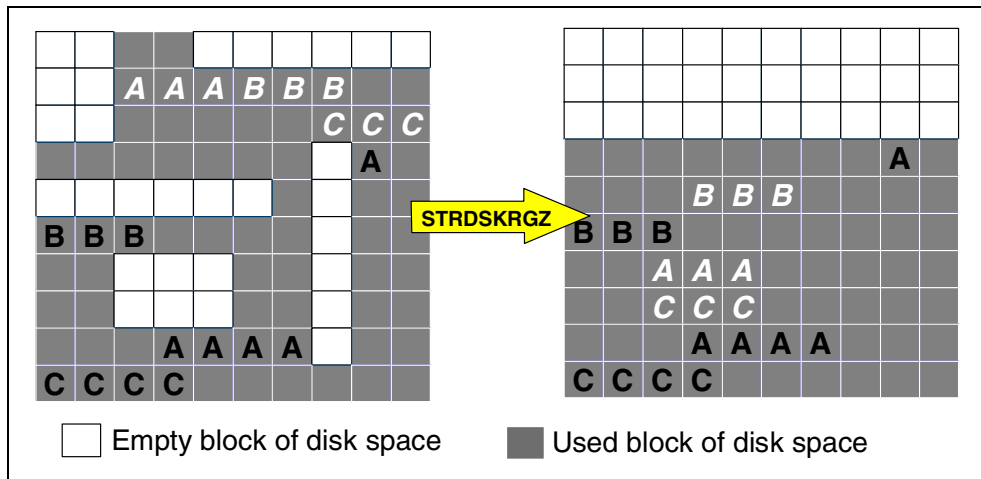 A A A B B B
C C C
A
B B B
A A A A
C C C C
STRDSKRGZ
A
B B B
B B B
A A A
C C C
A A A A
C C C C
Empty block of disk space
Used block of disk space